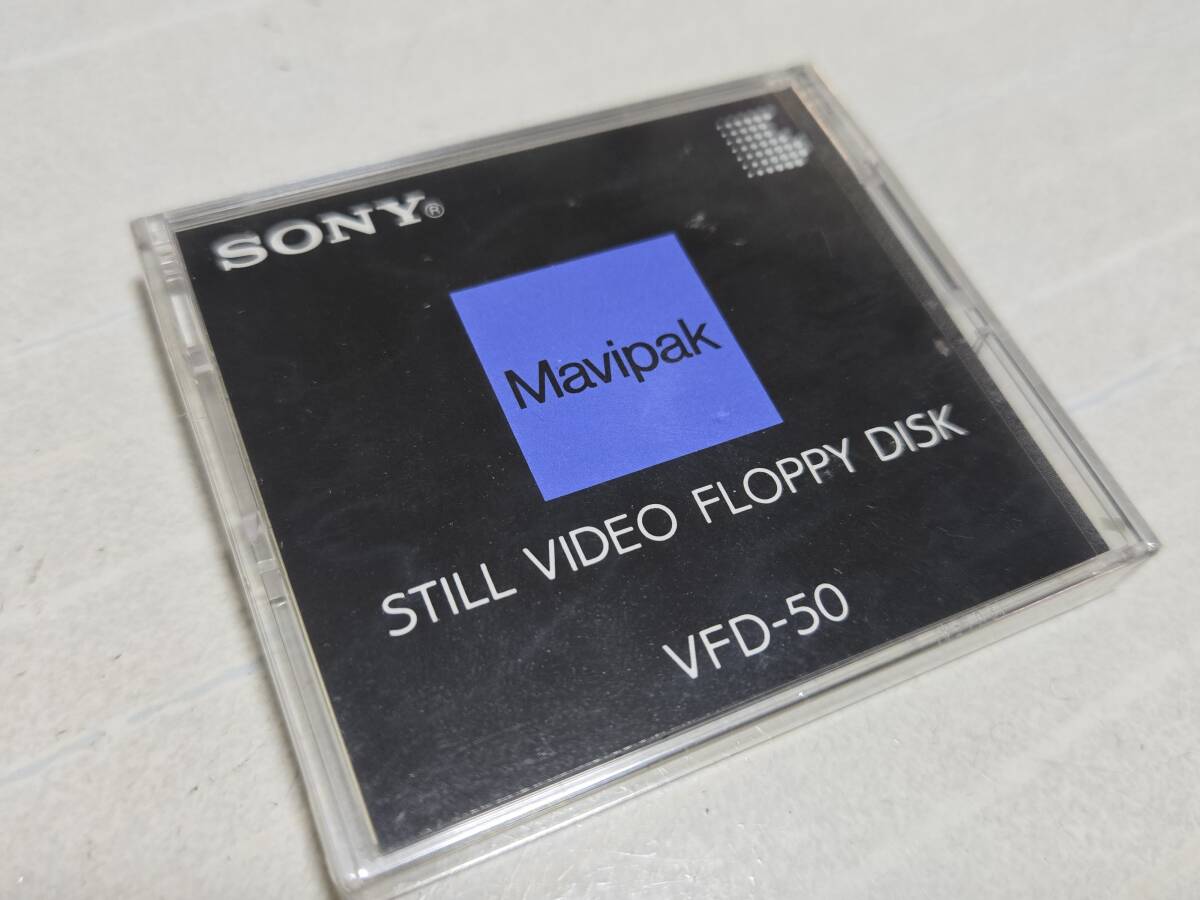 SONY®
Mavipak
STILL VIDEO FLOPPY DISK
VFD-50